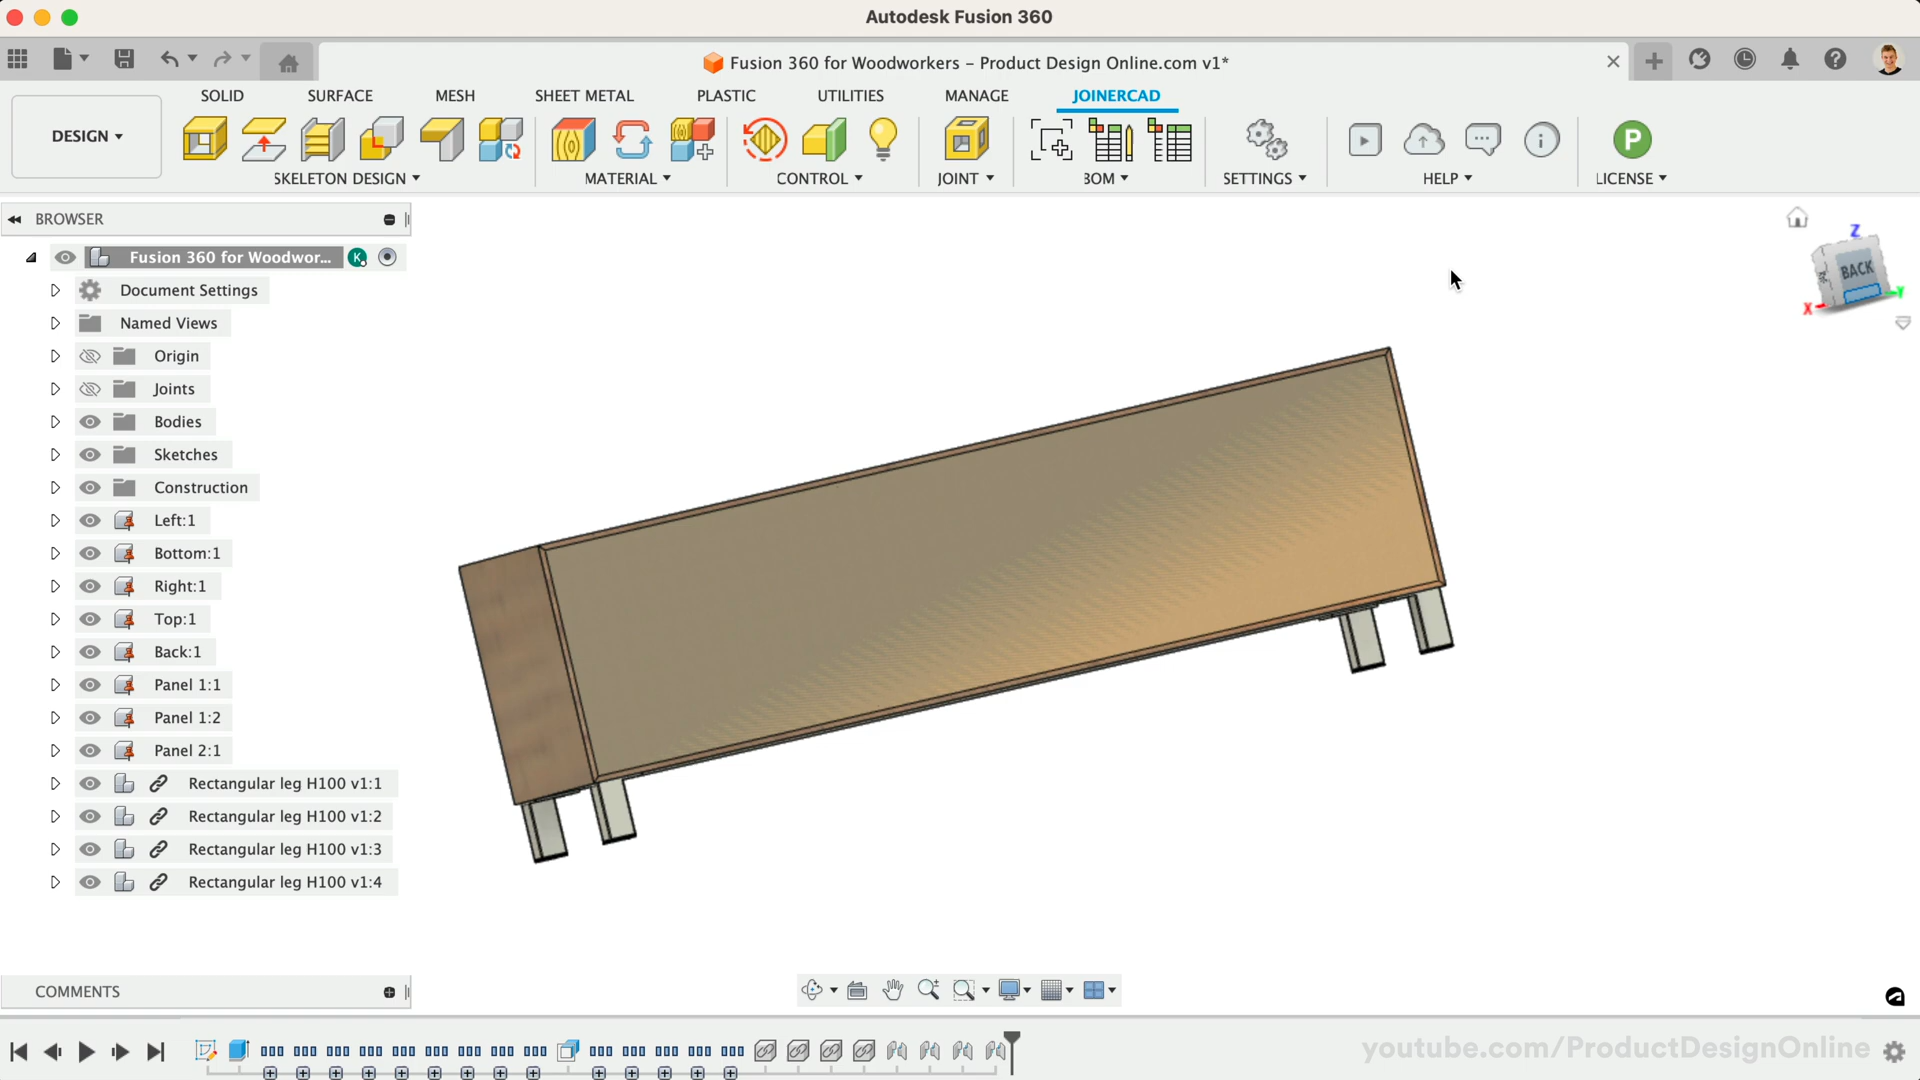 Autodesk Fusion 360
Fusion 360 for Woodworkers – Product Design Online.com v1*
SOLID SURFACE MESH SHEET METAL PLASTIC UTILITIES MANAGE JOINERCAD
DESIGN
SKELETON DESIGN MATERIAL CONTROL JOINT BOM SETTINGS HELP LICENSE
P
BROWSER
Fusion 360 for Woodwor... K
Document Settings
Named Views
Origin
Joints
Bodies
Sketches
Construction
Left:1
Bottom:1
Right:1
Top:1
Back:1
Panel 1:1
Panel 1:2
Panel 2:1
Rectangular leg H100 v1:1
Rectangular leg H100 v1:2
Rectangular leg H100 v1:3
Rectangular leg H100 v1:4
Z
BACK
X Y
COMMENTS
youtube.com/ProductDesignOnline